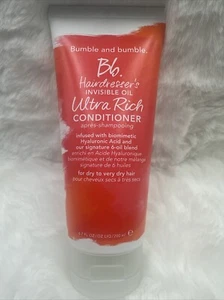 Bumble and bumble.
Bb.
Hairdresser's
INVISIBLE OIL
Ultra Rich
CONDITIONER
après-shampooing
infused with biomimetic
Hyaluronic Acid and
our signature 6-oil blend
enrichi en Acide Hyaluronique
biomimétique et de notre mélange
signature de 6 huiles
for dry to very dry hair
pour cheveux secs à très secs